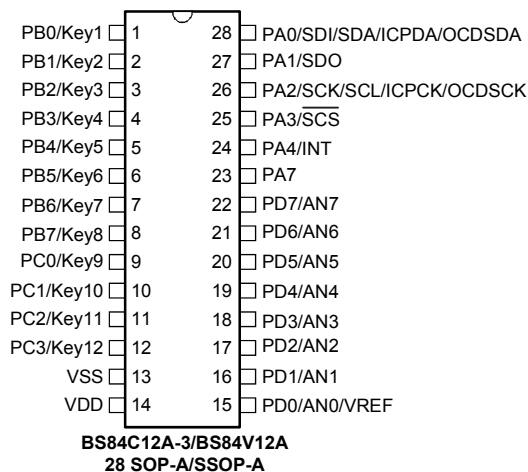 PB0/Key1 1 28 PA0/SDI/SDA/ICPDA/OCDSDA
PB1/Key2 2 27 PA1/SDO
PB2/Key3 3 26 PA2/SCK/SCL/ICPCK/OCDSCK
PB3/Key4 4 25 PA3/SCS
PB4/Key5 5 24 PA4/INT
PB5/Key6 6 23 PA7
PB6/Key7 7 22 PD7/AN7
PB7/Key8 8 21 PD6/AN6
PC0/Key9 9 20 PD5/AN5
PC1/Key10 10 19 PD4/AN4
PC2/Key11 11 18 PD3/AN3
PC3/Key12 12 17 PD2/AN2
VSS 13 16 PD1/AN1
VDD 14 15 PD0/AN0/VREF
BS84C12A-3/BS84V12A
28 SOP-A/SSOP-A